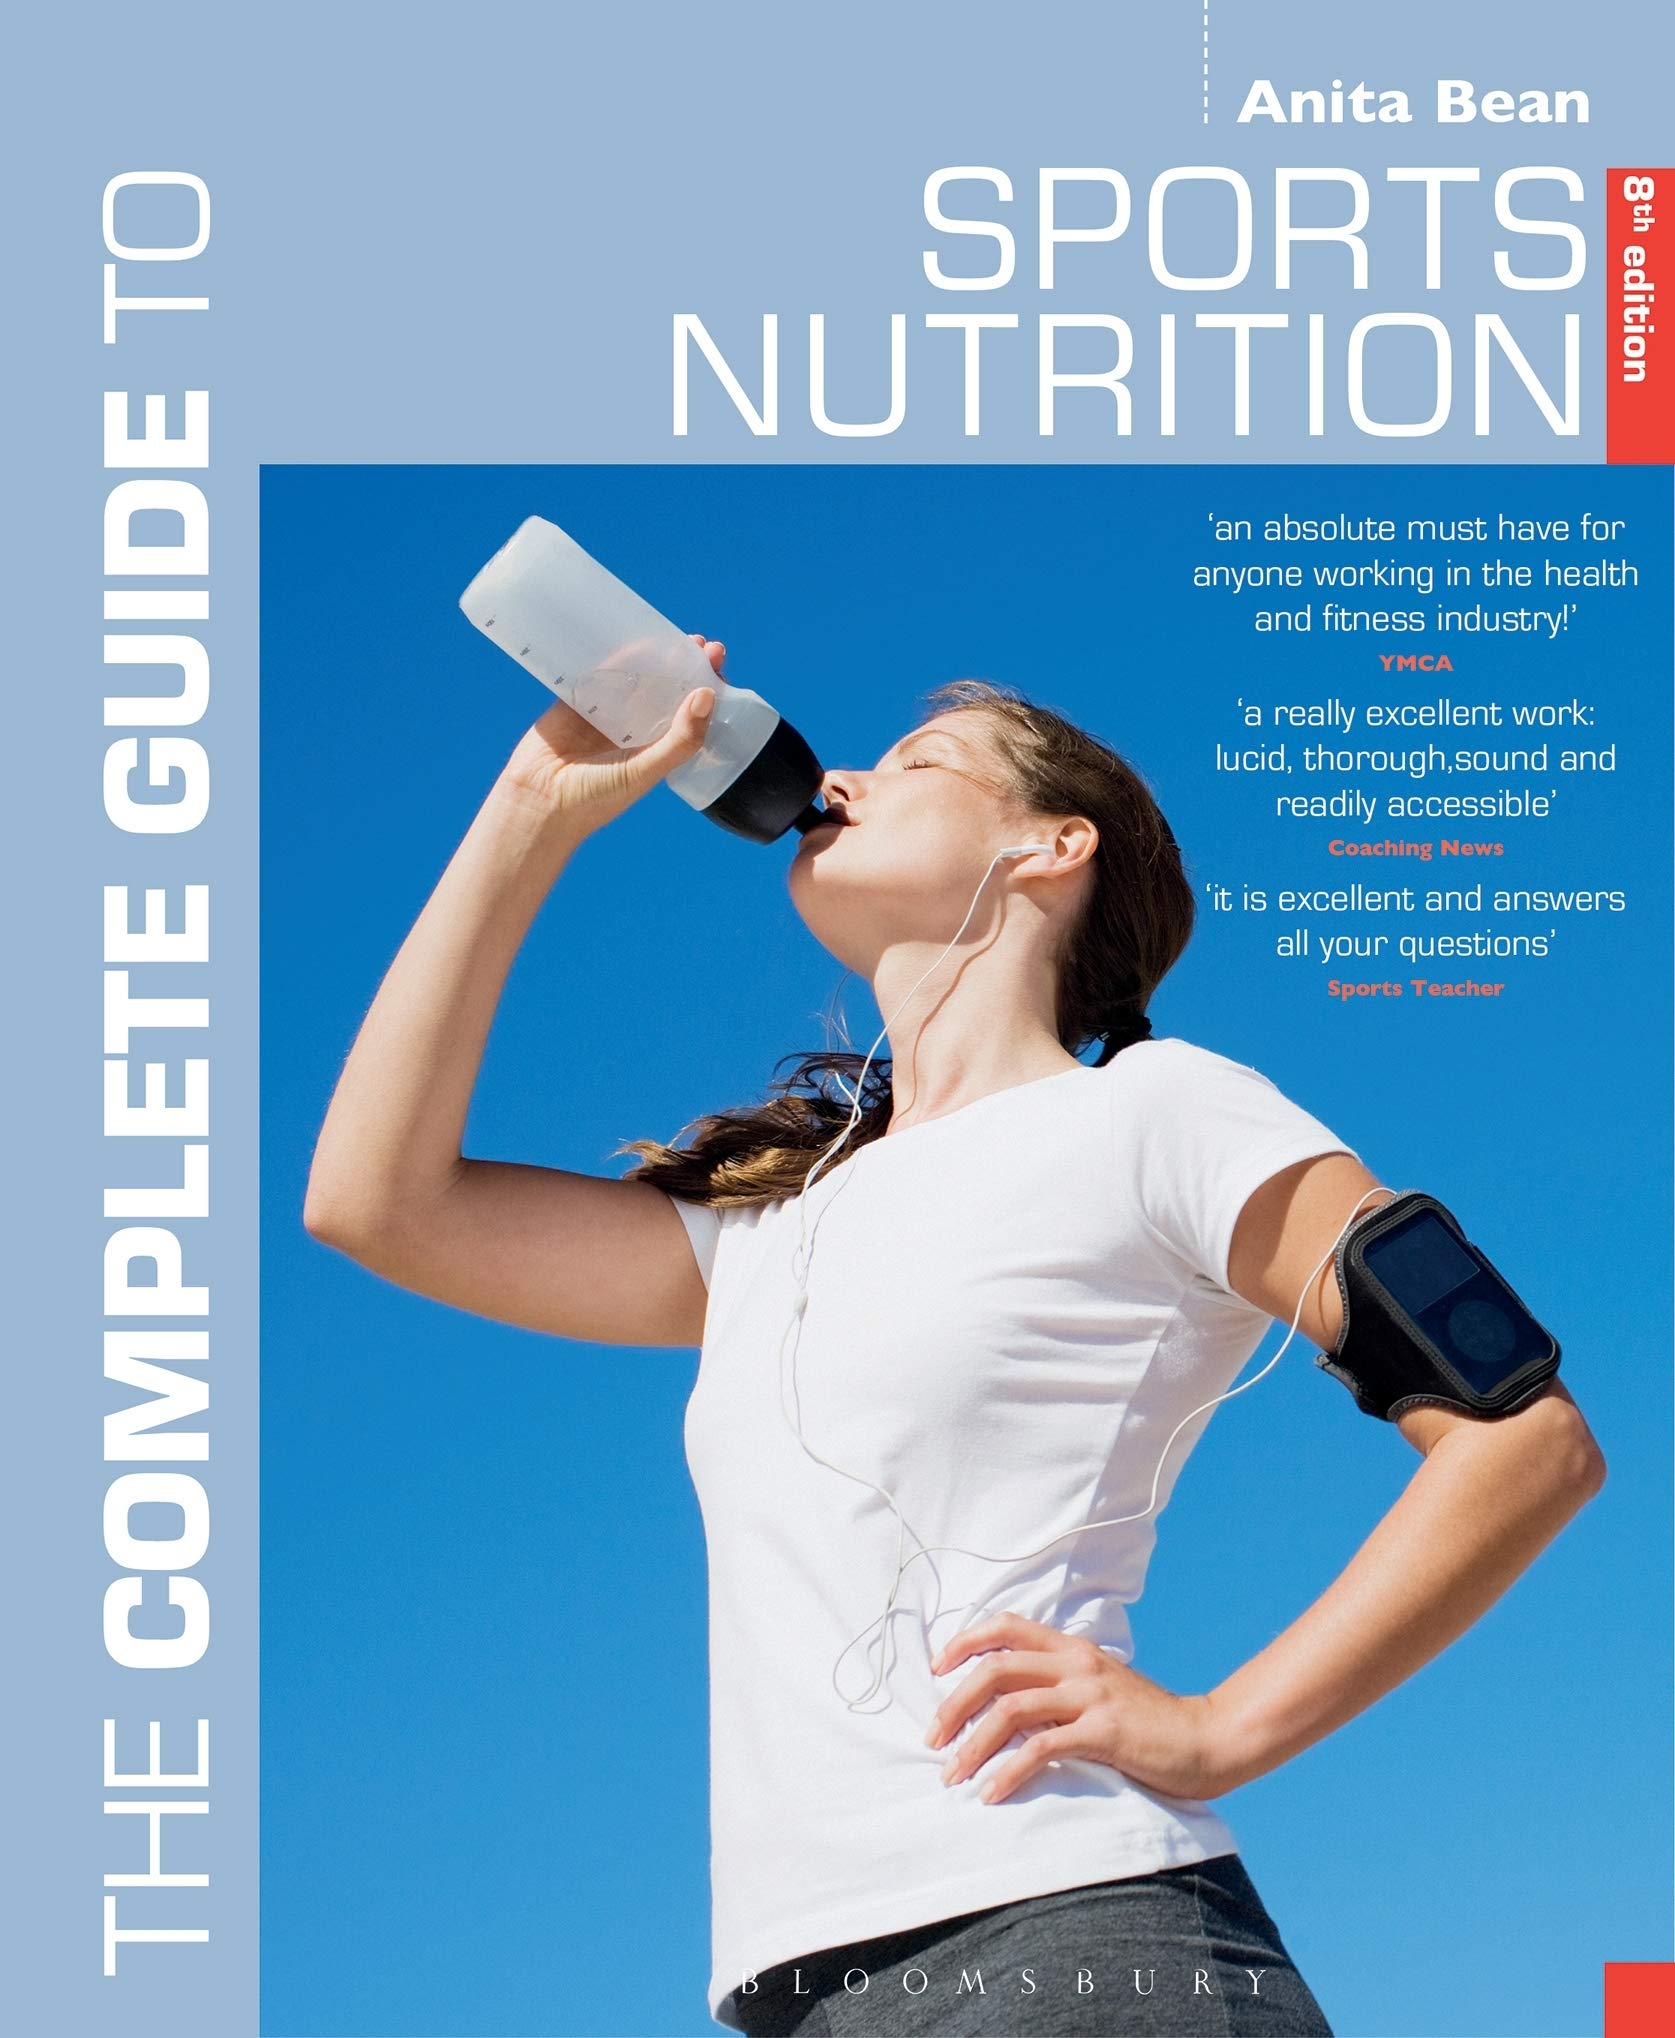 Anita Bean
THE COMPLETE GUIDE TO
SPORTS
NUTRITION
8th edition
‘an absolute must have for
anyone working in the health
and fitness industry!’
YMCA
‘a really excellent work:
lucid, thorough,sound and
readily accessible’
Coaching News
‘it is excellent and answers
all your questions’
Sports Teacher
BLOOMSBURY